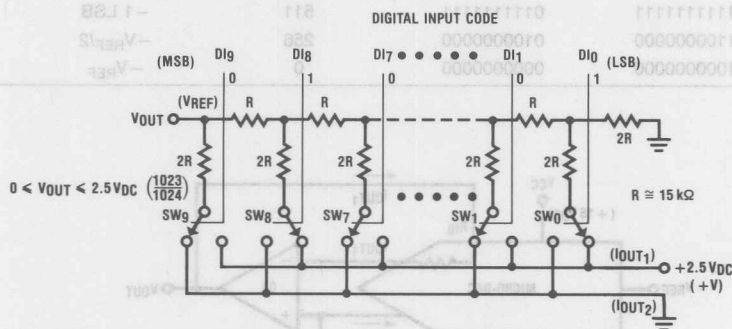 DIGITAL INPUT CODE
(MSB) DI9 DI8 DI7 DI1 DI0 (LSB)
0 1 0 0 1
(VREF) R R R
VOUT 2R
2R 2R 2R 2R 2R
0 ≤ VOUT ≤ 2.5 VDC (1023/1024)
R ≅ 15 kΩ
SW9 SW8 SW7 SW1 SW0
(IOUT1)
+2.5 VDC
(+V)
(IOUT2)